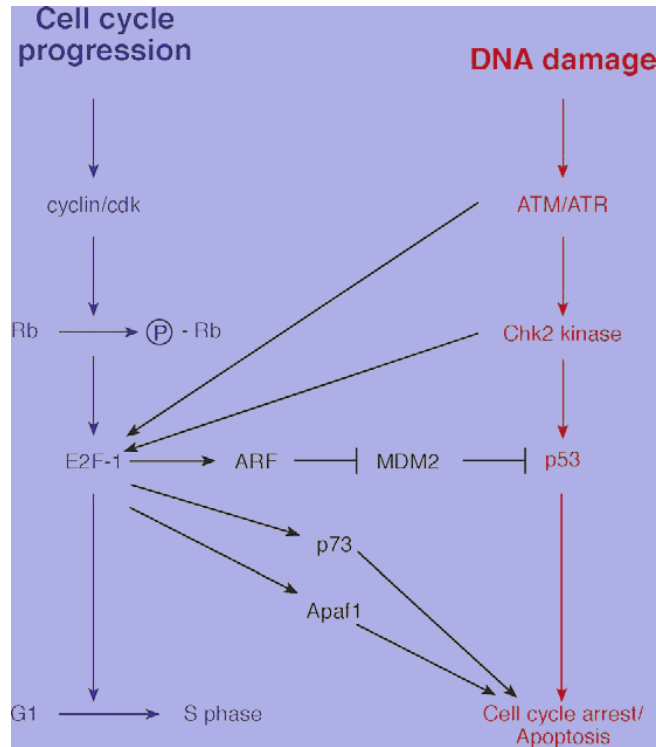 Cell cycle
progression
DNA damage
cyclin/cdk
ATM/ATR
Rb
P - Rb
Chk2 kinase
E2F-1
ARF
MDM2
p53
p73
Apaf1
G1
S phase
Cell cycle arrest/
Apoptosis